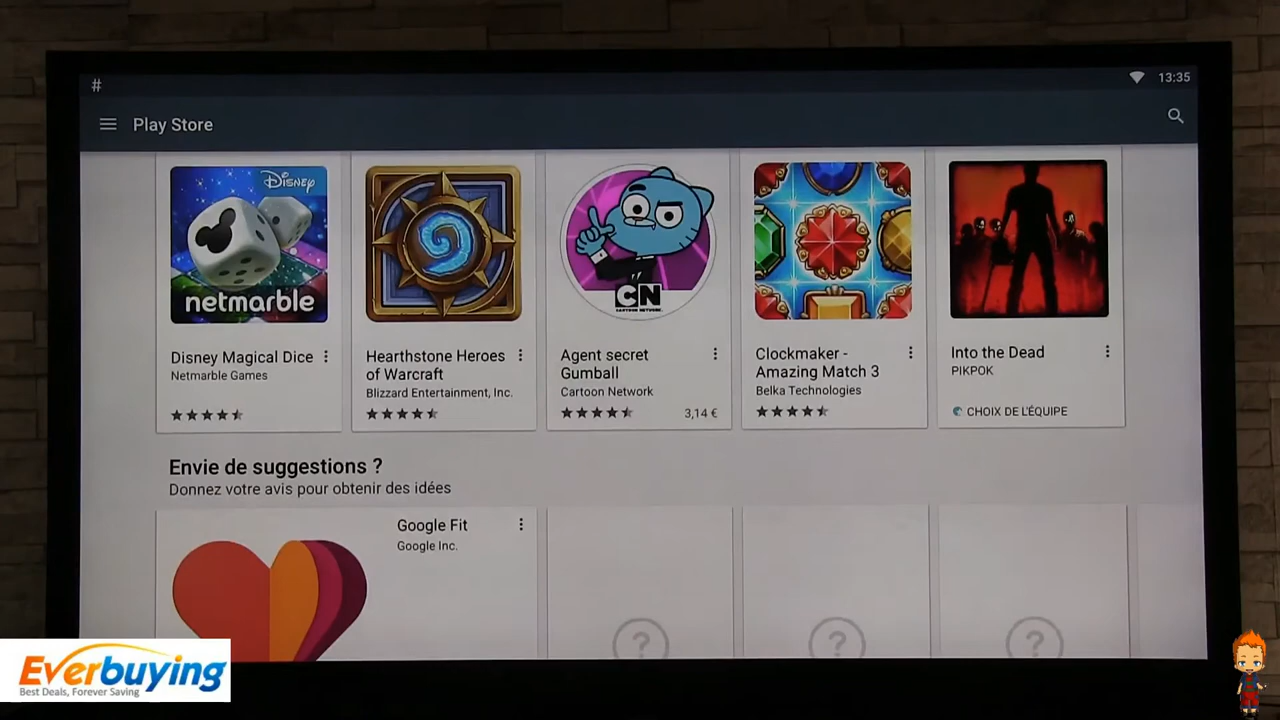 #
13:35
Play Store
Disney
netmarble
CN
CARTOON NETWORK.
Disney Magical Dice
Netmarble Games
Hearthstone Heroes
of Warcraft
Blizzard Entertainment, Inc.
Agent secret
Gumball
Cartoon Network
3,14 €
Clockmaker -
Amazing Match 3
Belka Technologies
Into the Dead
PIKPOK
CHOIX DE L'ÉQUIPE
Envie de suggestions ?
Donnez votre avis pour obtenir des idées
Google Fit
Google Inc.
? ? ?
Everbuying
Best Deals, Forever Saving